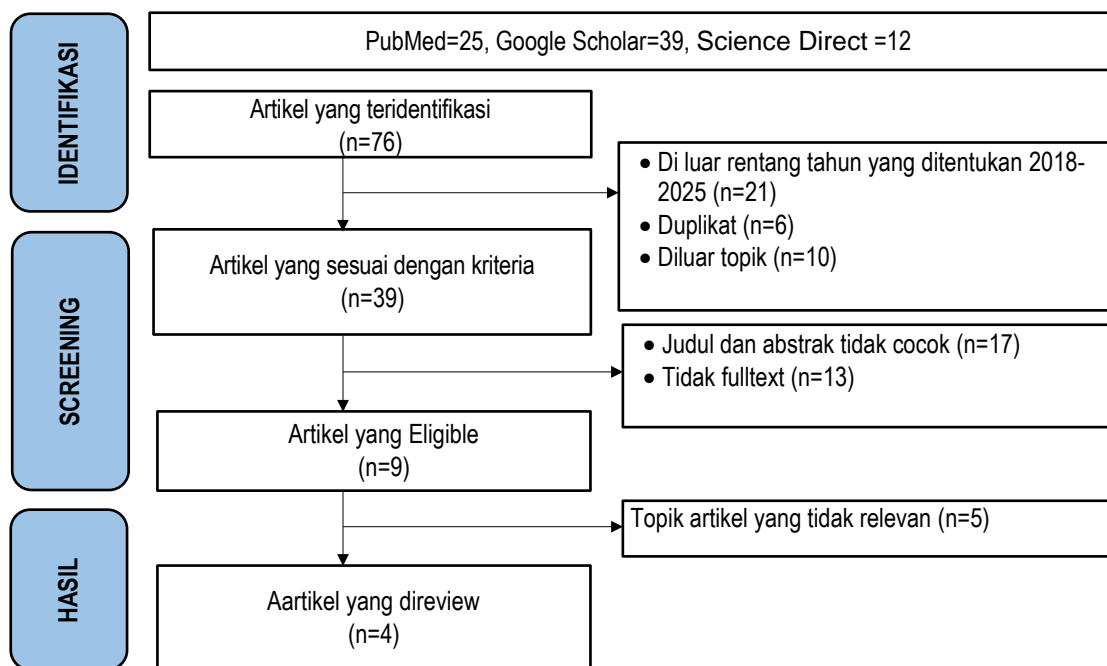 IDENTIFIKASI
PubMed=25, Google Scholar=39, Science Direct =12
Artikel yang teridentifikasi
(n=76)
• Di luar rentang tahun yang ditentukan 2018-
2025 (n=21)
• Duplikat (n=6)
• Diluar topik (n=10)
SCREENING
Artikel yang sesuai dengan kriteria
(n=39)
• Judul dan abstrak tidak cocok (n=17)
• Tidak fulltext (n=13)
Artikel yang Eligible
(n=9)
Topik artikel yang tidak relevan (n=5)
HASIL
Aartikel yang direview
(n=4)